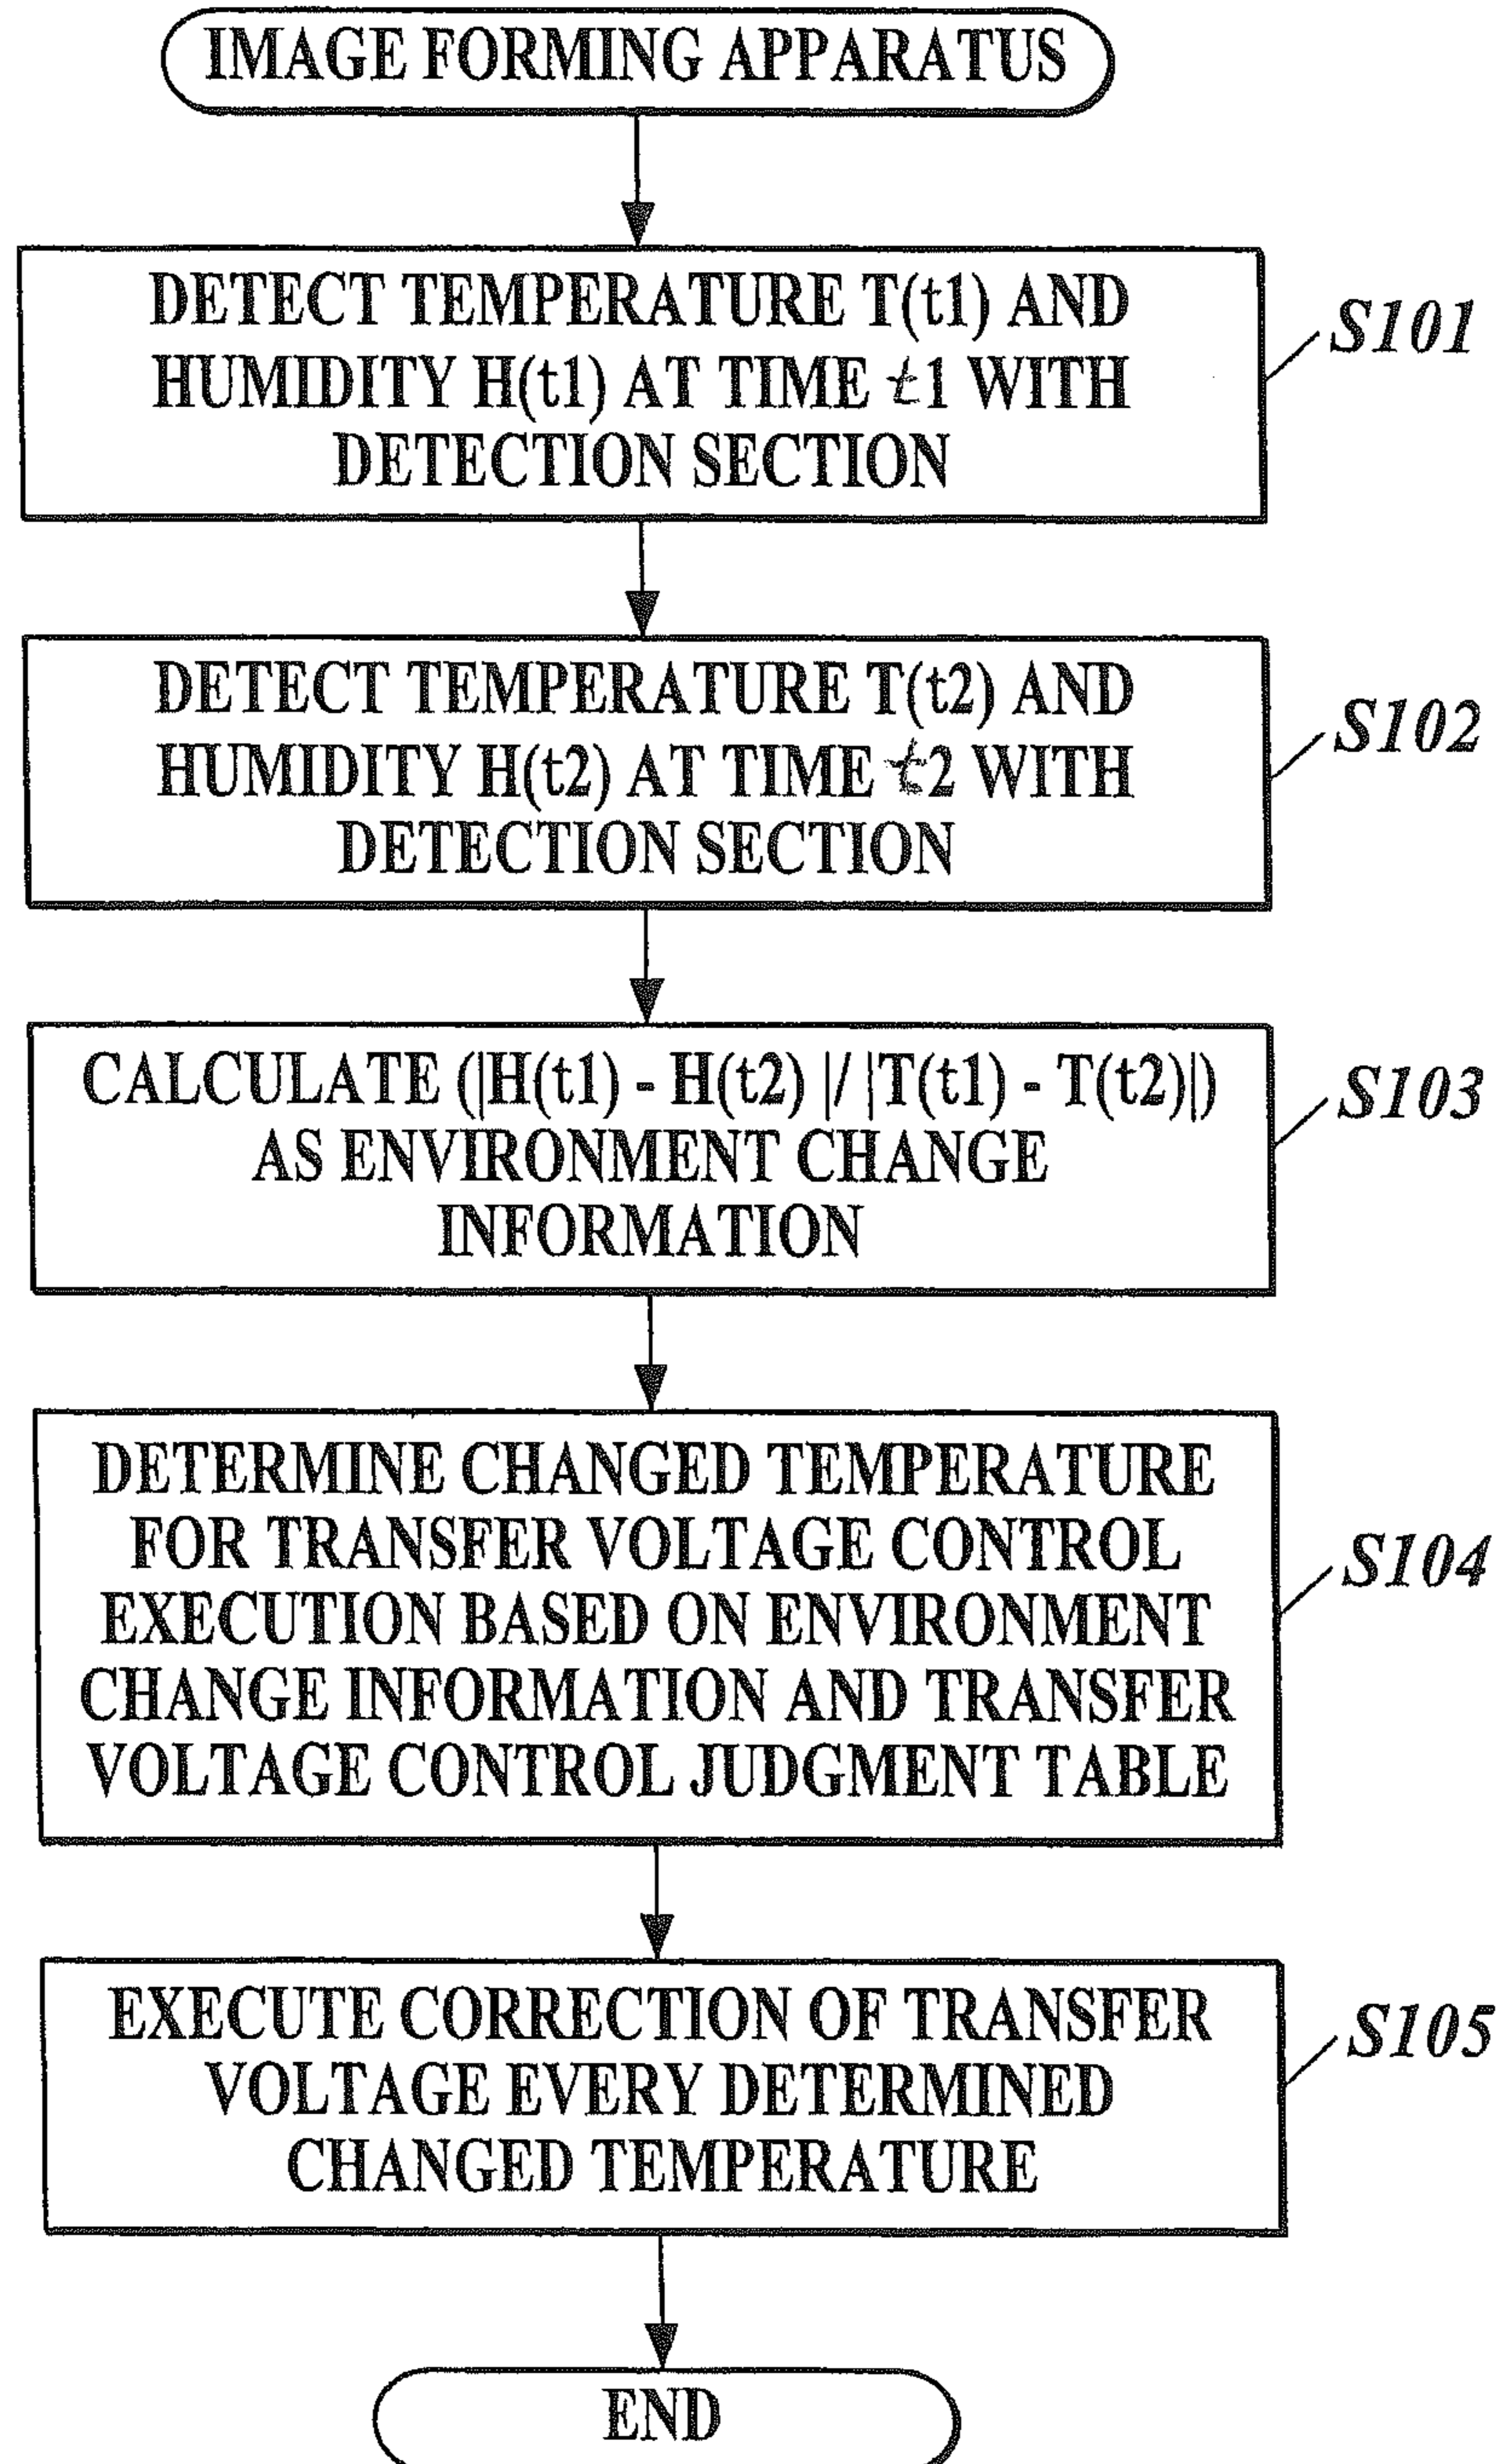 IMAGE FORMING APPARATUS
DETECT TEMPERATURE T(t1) AND
HUMIDITY H(t1) AT TIME t1 WITH
DETECTION SECTION
S101
DETECT TEMPERATURE T(t2) AND
HUMIDITY H(t2) AT TIME t2 WITH
DETECTION SECTION
S102
CALCULATE (|H(t1) - H(t2) |/ |T(t1) - T(t2)|)
AS ENVIRONMENT CHANGE
INFORMATION
S103
DETERMINE CHANGED TEMPERATURE
FOR TRANSFER VOLTAGE CONTROL
EXECUTION BASED ON ENVIRONMENT
CHANGE INFORMATION AND TRANSFER
VOLTAGE CONTROL JUDGMENT TABLE
S104
EXECUTE CORRECTION OF TRANSFER
VOLTAGE EVERY DETERMINED
CHANGED TEMPERATURE
S105
END